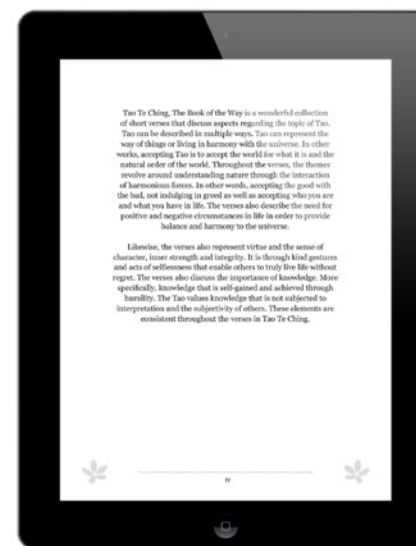 Tao Te Ching, The Book of the Way is a wonderful collection
of short verses that discuss aspects regarding the topic of Tao.
Tao can be described in multiple ways. Tao can represent the
way of things or living in harmony with the universe. In other
works, accepting Tao is to accept the world for what it is and the
natural order of the world. Throughout the verses, the themes
revolve around understanding nature through the interaction
of harmonious forces. In other words, accepting the good with
the bad, not indulging in greed as well as accepting who you are
and what you have in life. The verses also describe the need for
positive and negative circumstances in life in order to provide
balance and harmony to the universe.
Likewise, the verses also represent virtue and the sense of
character, inner strength and integrity. It is through kind gestures
and acts of selflessness that enable others to truly live life without
regret. The verses also discuss the importance of knowledge. More
specifically, knowledge that is self-gained and achieved through
humility. The Tao values knowledge that is not subjected to
interpretation and the subjectivity of others. These elements are
consistent throughout the verses in Tao Te Ching.
IV